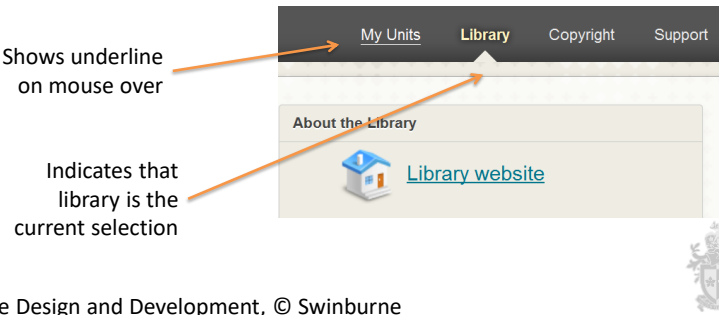 My Units Library Copyright Support
Shows underline
on mouse over
About the Library
Library website
Indicates that
library is the
current selection
e Design and Development, © Swinburne